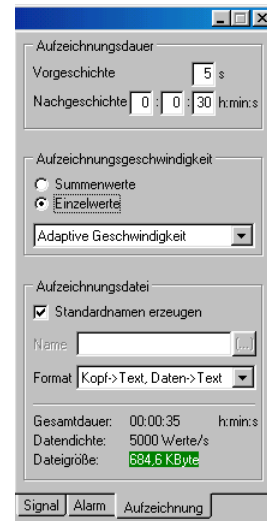 Aufzeichnungsdauer
Vorgeschichte 5 s
Nachgeschichte 0 : 0 : 30 h:min:s
Aufzeichnungsgeschwindigkeit
Summenwerte
Einzelwerte
Adaptive Geschwindigkeit
Aufzeichnungsdatei
Standardnamen erzeugen
Name (...)
Format Kopf->Text, Daten->Text
Gesamtdauer: 00:00:35 h:min:s
Datendichte: 5000 Werte/s
Dateigröße: 684,6 KByte
Signal Alarm Aufzeichnung